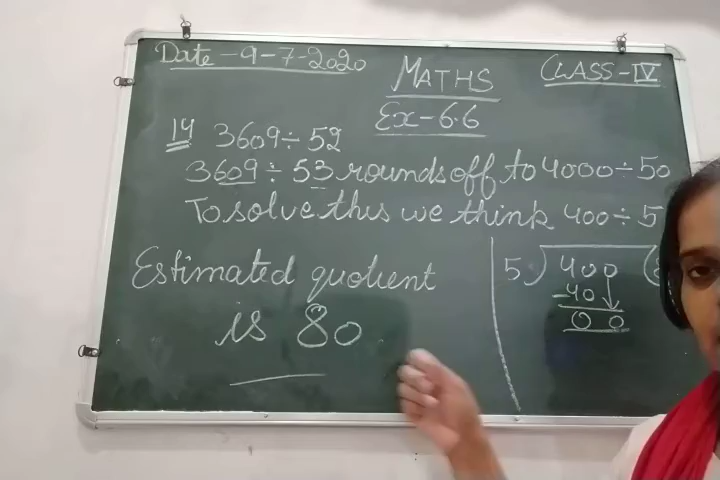 Date - 9-7-2020
MATHS
CLASS-IV
Ex-6.6
14 3609÷52
3609 ÷ 53 rounds off to 4000÷50
To solve this we think 400÷5
Estimated quotient
is 80
5)400(8
-40
00